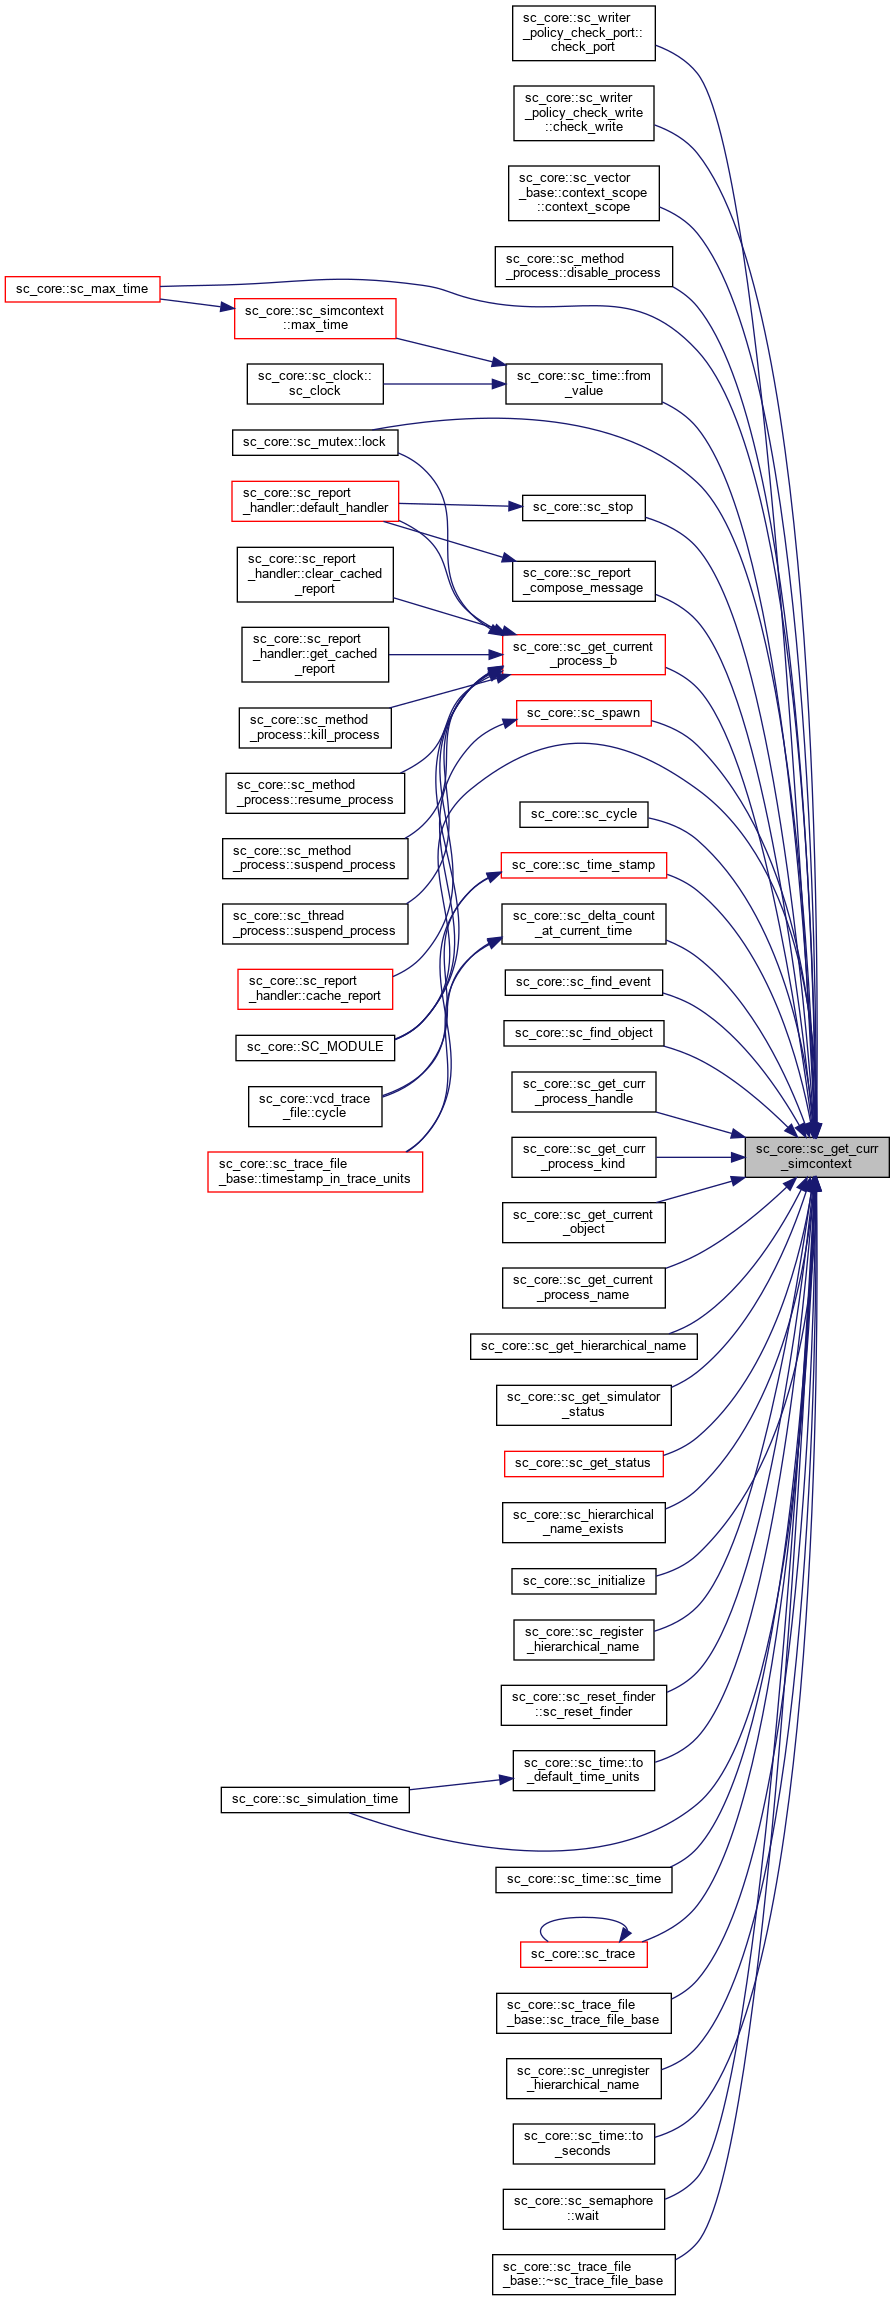 sc_core::sc_writer
_policy_check_port::
check_port
sc_core::sc_writer
_policy_check_write
::check_write
sc_core::sc_vector
_base::context_scope
::context_scope
sc_core::sc_method
_process::disable_process
sc_core::sc_max_time
sc_core::sc_simcontext
::max_time
sc_core::sc_clock::
sc_clock
sc_core::sc_time::from
_value
sc_core::sc_mutex::lock
sc_core::sc_report
_handler::default_handler
sc_core::sc_stop
sc_core::sc_report
_handler::clear_cached
_report
sc_core::sc_report
_compose_message
sc_core::sc_report
_handler::get_cached
_report
sc_core::sc_get_current
_process_b
sc_core::sc_method
_process::kill_process
sc_core::sc_spawn
sc_core::sc_method
_process::resume_process
sc_core::sc_cycle
sc_core::sc_method
_process::suspend_process
sc_core::sc_time_stamp
sc_core::sc_thread
_process::suspend_process
sc_core::sc_delta_count
_at_current_time
sc_core::sc_report
_handler::cache_report
sc_core::sc_find_event
sc_core::SC_MODULE
sc_core::sc_find_object
sc_core::vcd_trace
_file::cycle
sc_core::sc_get_curr
_process_handle
sc_core::sc_trace_file
_base::timestamp_in_trace_units
sc_core::sc_get_curr
_process_kind
sc_core::sc_get_curr
_simcontext
sc_core::sc_get_current
_object
sc_core::sc_get_current
_process_name
sc_core::sc_get_hierarchical_name
sc_core::sc_get_simulator
_status
sc_core::sc_get_status
sc_core::sc_hierarchical
_name_exists
sc_core::sc_initialize
sc_core::sc_register
_hierarchical_name
sc_core::sc_reset_finder
::sc_reset_finder
sc_core::sc_time::to
_default_time_units
sc_core::sc_simulation_time
sc_core::sc_time::sc_time
sc_core::sc_trace
sc_core::sc_trace_file
_base::sc_trace_file_base
sc_core::sc_unregister
_hierarchical_name
sc_core::sc_time::to
_seconds
sc_core::sc_semaphore
::wait
sc_core::sc_trace_file
_base::~sc_trace_file_base